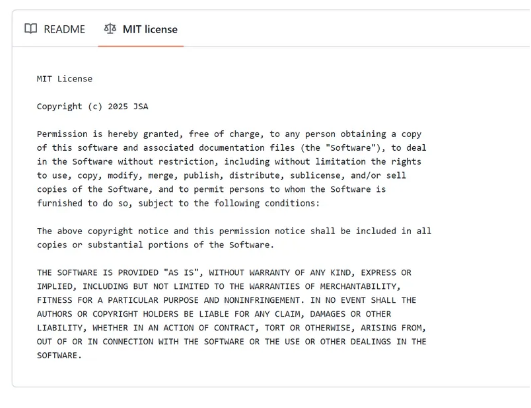 README
MIT license
MIT License
Copyright (c) 2025 JSA
Permission is hereby granted, free of charge, to any person obtaining a copy
of this software and associated documentation files (the "Software"), to deal
in the Software without restriction, including without limitation the rights
to use, copy, modify, merge, publish, distribute, sublicense, and/or sell
copies of the Software, and to permit persons to whom the Software is
furnished to do so, subject to the following conditions:
The above copyright notice and this permission notice shall be included in all
copies or substantial portions of the Software.
THE SOFTWARE IS PROVIDED "AS IS", WITHOUT WARRANTY OF ANY KIND, EXPRESS OR
IMPLIED, INCLUDING BUT NOT LIMITED TO THE WARRANTIES OF MERCHANTABILITY,
FITNESS FOR A PARTICULAR PURPOSE AND NONINFRINGEMENT. IN NO EVENT SHALL THE
AUTHORS OR COPYRIGHT HOLDERS BE LIABLE FOR ANY CLAIM, DAMAGES OR OTHER
LIABILITY, WHETHER IN AN ACTION OF CONTRACT, TORT OR OTHERWISE, ARISING FROM,
OUT OF OR IN CONNECTION WITH THE SOFTWARE OR THE USE OR OTHER DEALINGS IN THE
SOFTWARE.